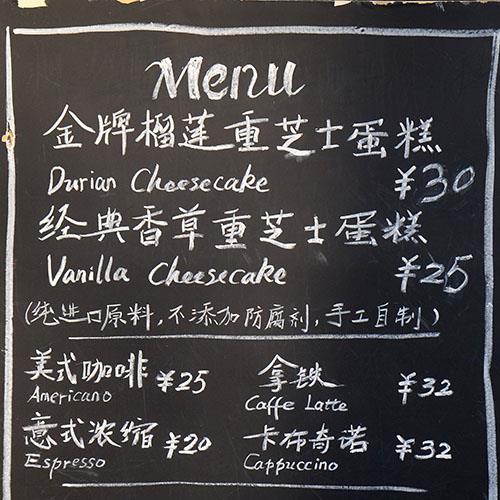 Menu
金牌榴莲重芝士蛋糕
Durian Cheesecake ¥30
经典香草重芝士蛋糕
Vanilla Cheesecake ¥25
(纯进口原料,不添加防腐剂,手工自制)
美式咖啡 ¥25 拿铁 ¥32
Americano Caffe Latte
意式浓缩 ¥20 卡布奇诺 ¥32
Espresso Cappuccino